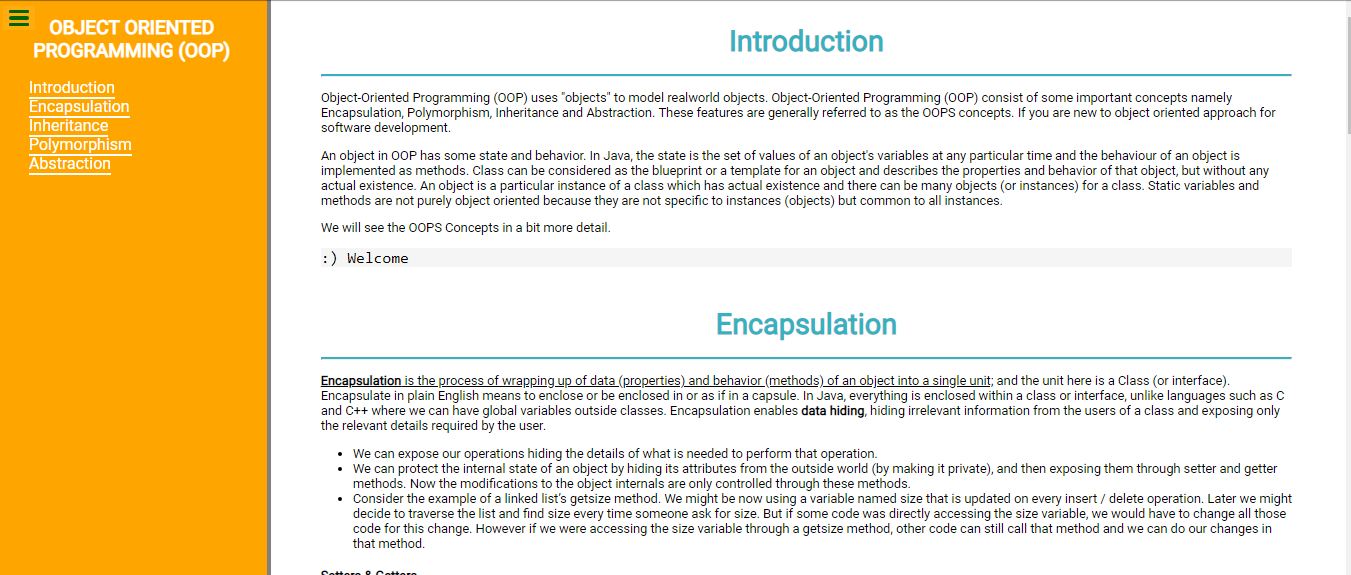 OBJECT ORIENTED
PROGRAMMING (OOP)
Introduction
Encapsulation
Inheritance
Polymorphism
Abstraction
Introduction
Object-Oriented Programming (OOP) uses "objects" to model realworld objects. Object-Oriented Programming (OOP) consist of some important concepts namely
Encapsulation, Polymorphism, Inheritance and Abstraction. These features are generally referred to as the OOPS concepts. If you are new to object oriented approach for
software development.
An object in OOP has some state and behavior. In Java, the state is the set of values of an object's variables at any particular time and the behaviour of an object is
implemented as methods. Class can be considered as the blueprint or a template for an object and describes the properties and behavior of that object, but without any
actual existence. An object is a particular instance of a class which has actual existence and there can be many objects (or instances) for a class. Static variables and
methods are not purely object oriented because they are not specific to instances (objects) but common to all instances.
We will see the OOPS Concepts in a bit more detail.
:) Welcome
Encapsulation
Encapsulation is the process of wrapping up of data (properties) and behavior (methods) of an object into a single unit; and the unit here is a Class (or interface).
Encapsulate in plain English means to enclose or be enclosed in or as if in a capsule. In Java, everything is enclosed within a class or interface, unlike languages such as C
and C++ where we can have global variables outside classes. Encapsulation enables data hiding, hiding irrelevant information from the users of a class and exposing only
the relevant details required by the user.
• We can expose our operations hiding the details of what is needed to perform that operation.
• We can protect the internal state of an object by hiding its attributes from the outside world (by making it private), and then exposing them through setter and getter
methods. Now the modifications to the object internals are only controlled through these methods.
• Consider the example of a linked list's getsize method. We might be now using a variable named size that is updated on every insert / delete operation. Later we might
decide to traverse the list and find size every time someone ask for size. But if some code was directly accessing the size variable, we would have to change all those
code for this change. However if we were accessing the size variable through a getsize method, other code can still call that method and we can do our changes in
that method.
Setters & Getters